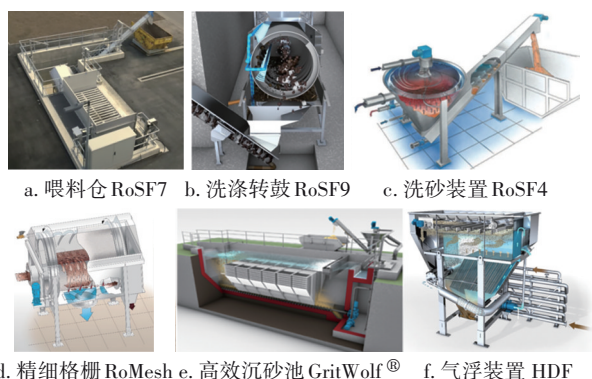 a. 喂料仓 RoSF7 b. 洗涤转鼓 RoSF9 c. 洗砂装置 RoSF4
d. 精细格栅 RoMesh e. 高效沉砂池 GritWolf ® f. 气浮装置 HDF